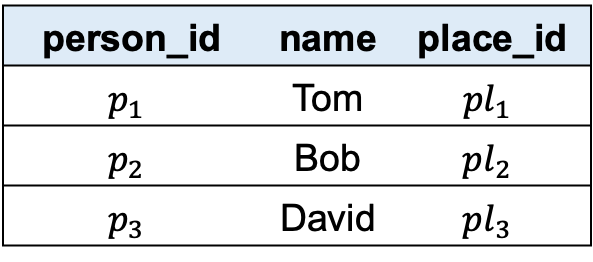 person_id name place_id
p₁ Tom pl₁
p₂ Bob pl₂
p₃ David pl₃